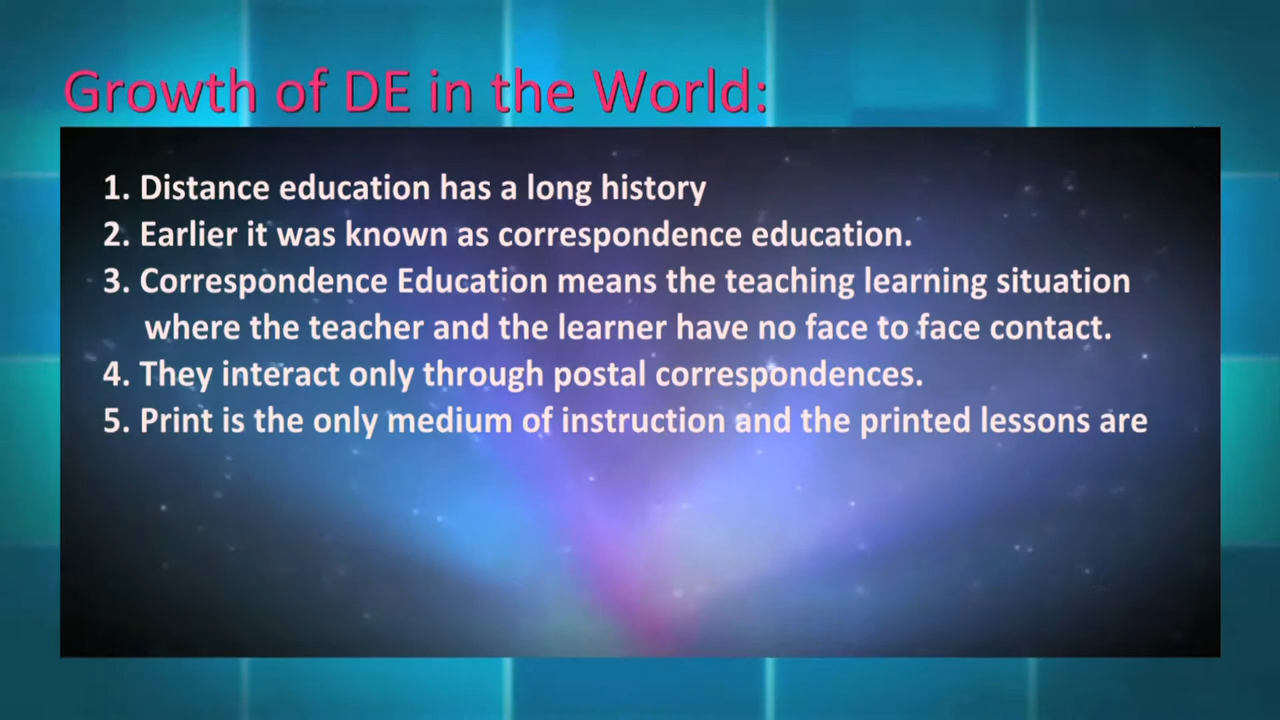 Growth of DE in the World:
1. Distance education has a long history
2. Earlier it was known as correspondence education.
3. Correspondence Education means the teaching learning situation
where the teacher and the learner have no face to face contact.
4. They interact only through postal correspondences.
5. Print is the only medium of instruction and the printed lessons are